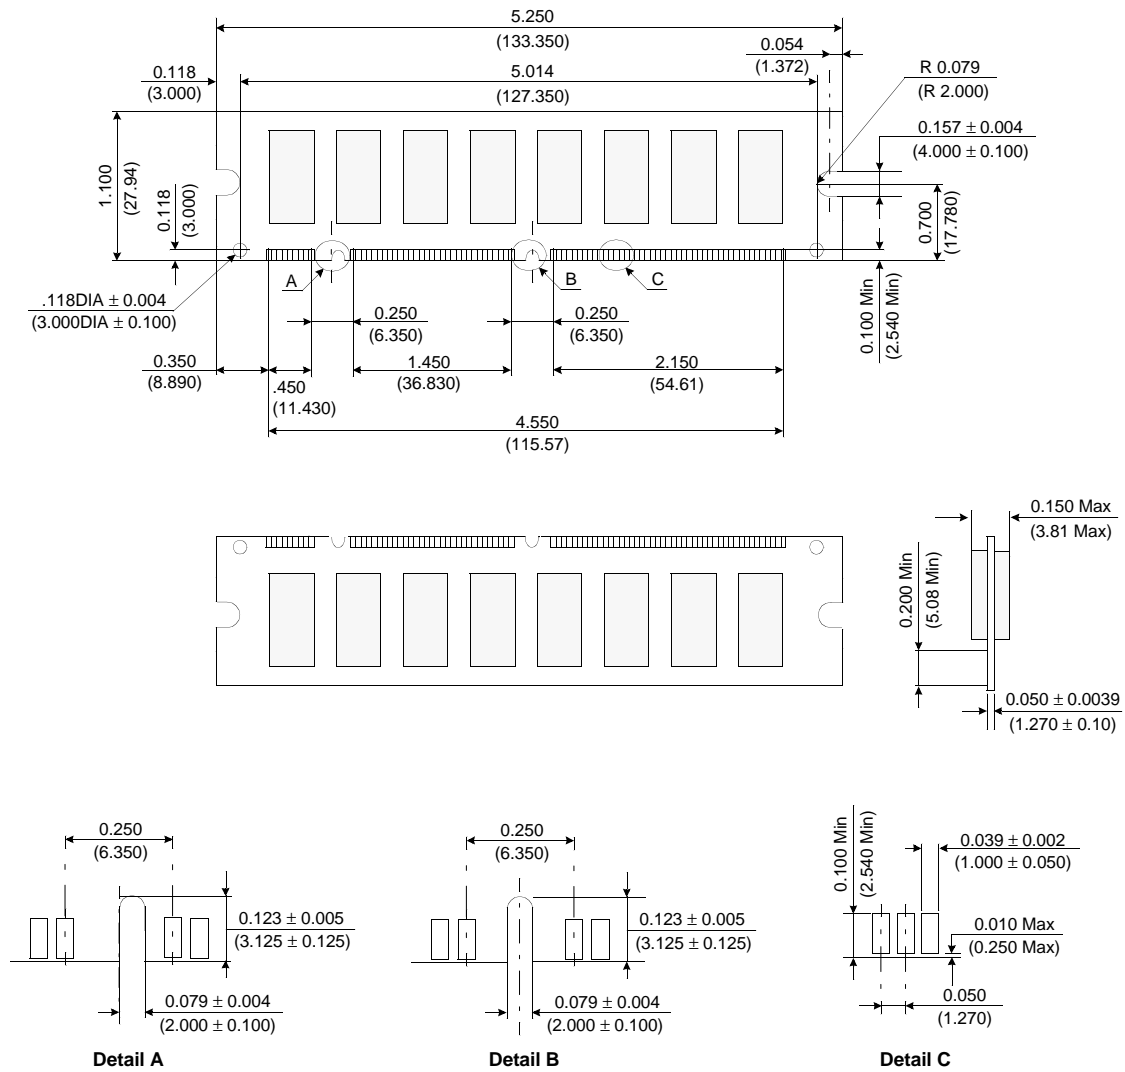 5.250
(133.350)
0.054
(1.372)
0.118
(3.000)
5.014
(127.350)
R 0.079
(R 2.000)
0.157 ± 0.004
(4.000 ± 0.100)
1.100
(27.94)
0.118
(3.000)
0.700
(17.780)
A
B
C
.118DIA ± 0.004
(3.000DIA ± 0.100)
0.250
(6.350)
0.250
(6.350)
0.100 Min
(2.540 Min)
0.350
(8.890)
.450
(11.430)
1.450
(36.830)
2.150
(54.61)
4.550
(115.57)
0.150 Max
(3.81 Max)
0.200 Min
(5.08 Min)
0.050 ± 0.0039
(1.270 ± 0.10)
0.250
(6.350)
0.123 ± 0.005
(3.125 ± 0.125)
0.079 ± 0.004
(2.000 ± 0.100)
Detail A
0.250
(6.350)
0.123 ± 0.005
(3.125 ± 0.125)
0.079 ± 0.004
(2.000 ± 0.100)
Detail B
0.100 Min
(2.540 Min)
0.039 ± 0.002
(1.000 ± 0.050)
0.010 Max
(0.250 Max)
0.050
(1.270)
Detail C